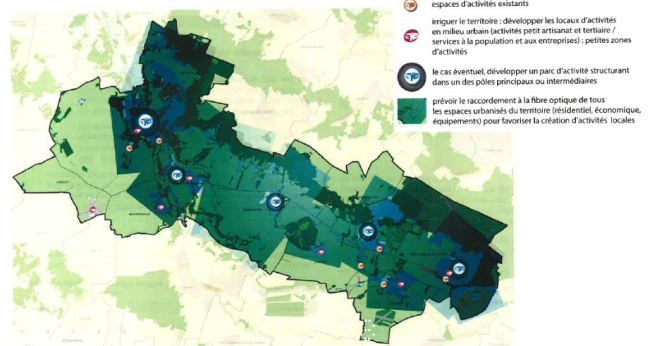 espaces d'activités existants
irriguer le territoire : développer les locaux d'activités
en milieu urbain (activités petit artisanat et tertiaire /
services à la population et aux entreprises) : petites zones
d'activités
le cas éventuel, développer un parc d'activité structurant
dans un des pôles principaux ou intermédiaires
prévoir le raccordement à la fibre optique de tous
les espaces urbanisés du territoire (résidentiel, économique,
équipements) pour favoriser la création d'activités locales